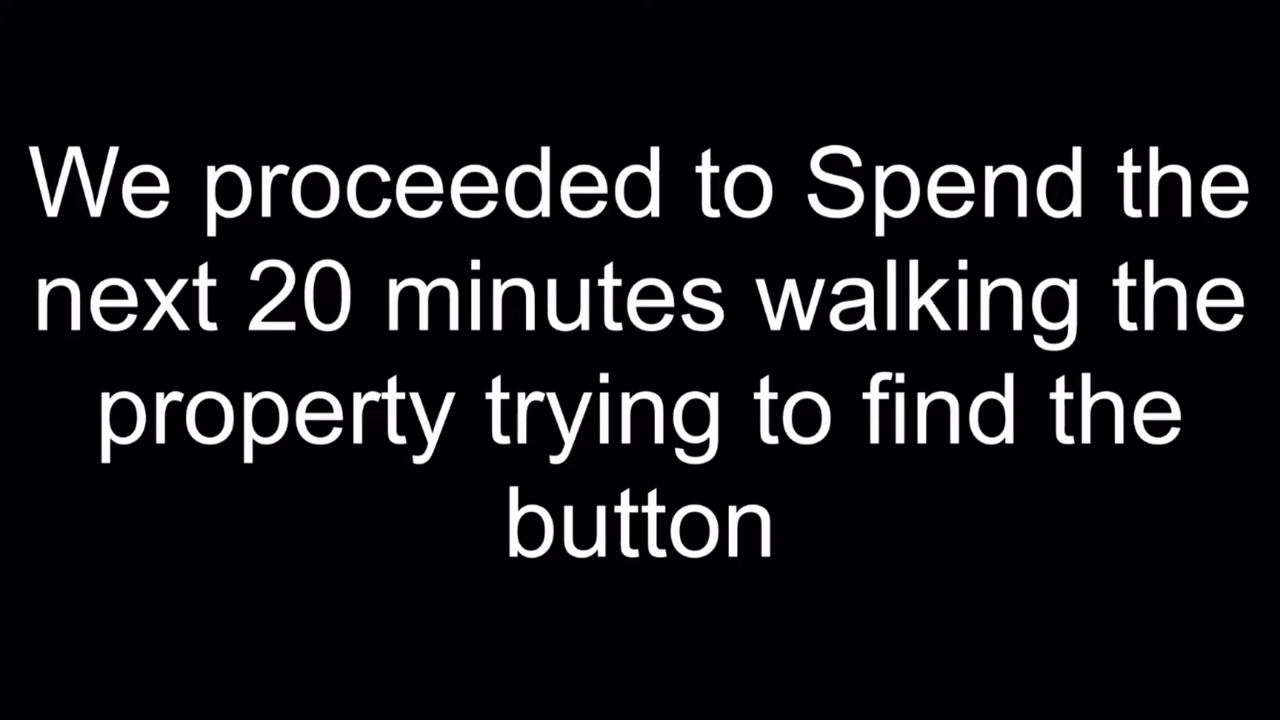 We proceeded to Spend the
next 20 minutes walking the
property trying to find the
button